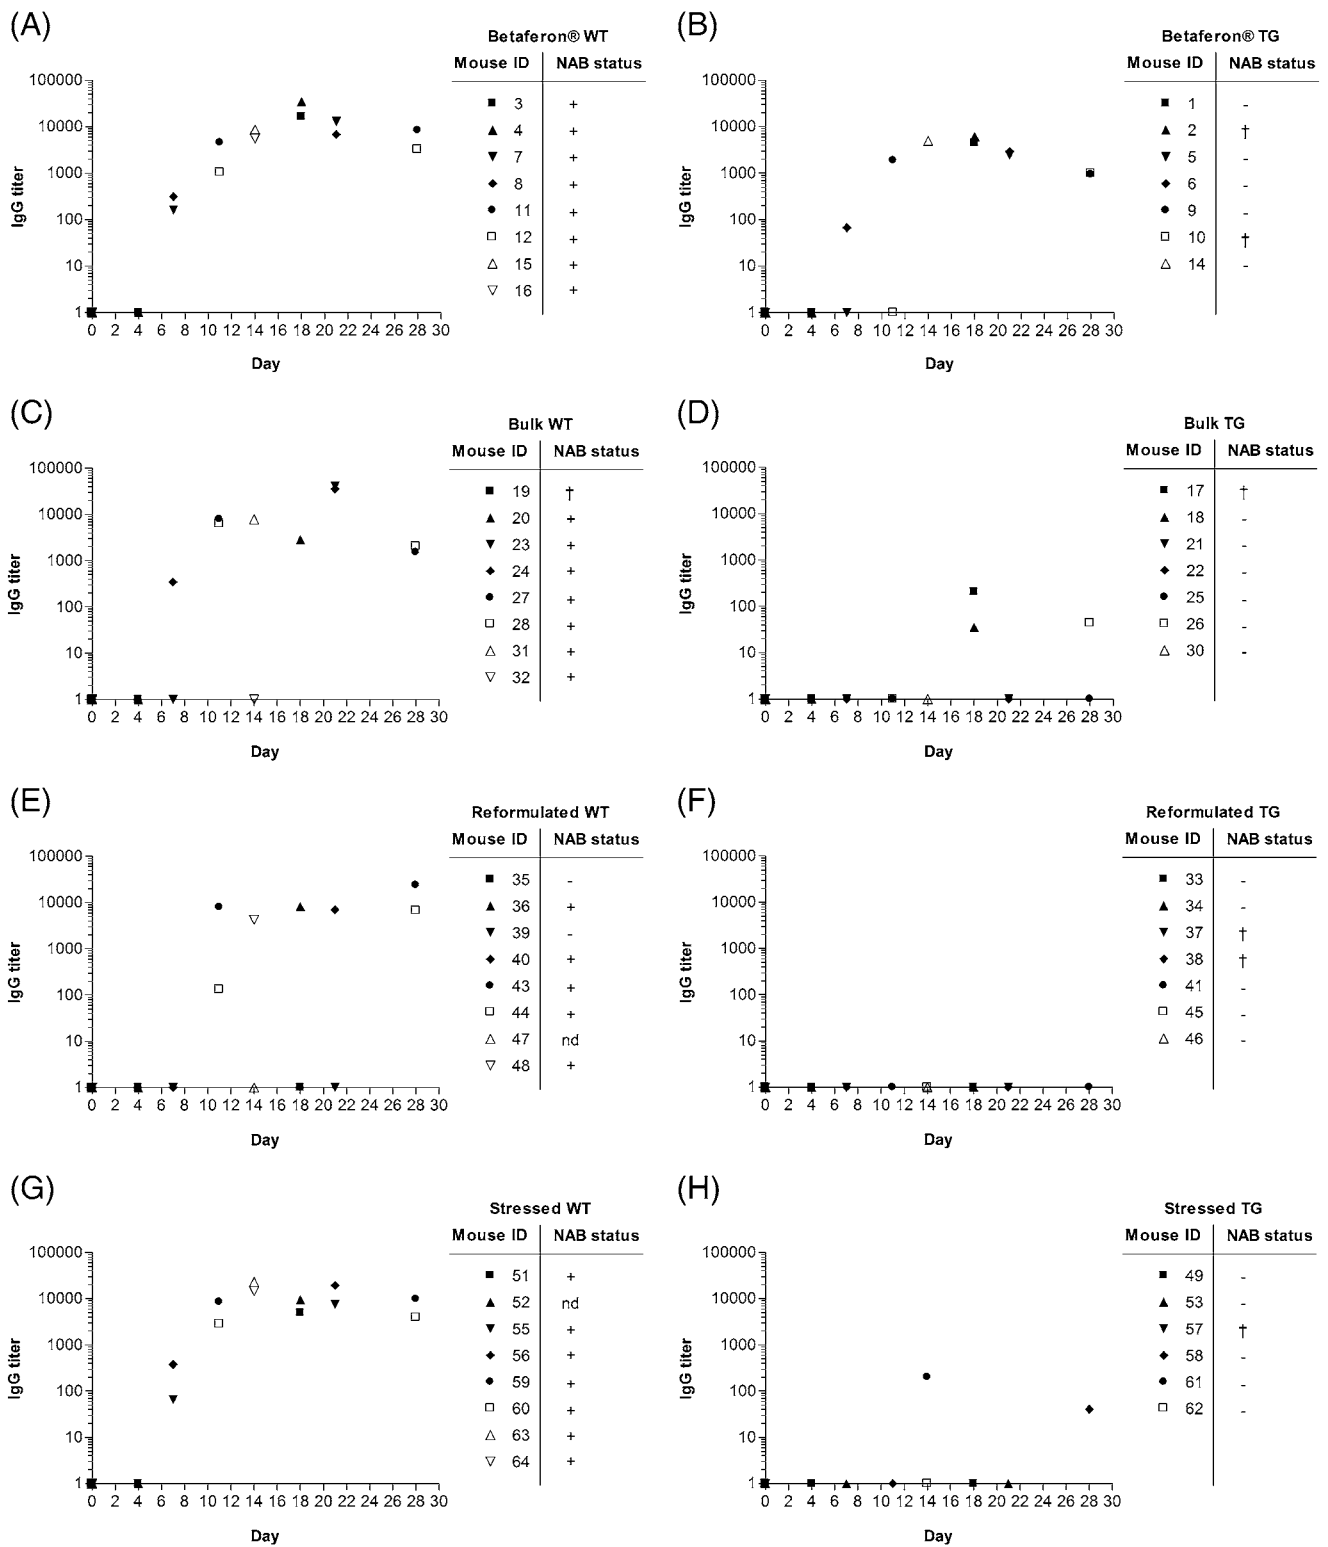 (A)
Betaferon® WT
Mouse ID NAB status
3 +
4 +
7 +
8 +
11 +
12 +
15 +
16 +
IgG titer
100000
10000
1000
100
10
1
0 2 4 6 8 10 12 14 16 18 20 22 24 26 28 30
Day
(B)
Betaferon® TG
Mouse ID NAB status
1 -
2 †
5 -
6 -
9 -
10 †
14 -
IgG titer
100000
10000
1000
100
10
1
0 2 4 6 8 10 12 14 16 18 20 22 24 26 28 30
Day
(C)
Bulk WT
Mouse ID NAB status
19 †
20 +
23 +
24 +
27 +
28 +
31 +
32 +
IgG titer
100000
10000
1000
100
10
1
0 2 4 6 8 10 12 14 16 18 20 22 24 26 28 30
Day
(D)
Bulk TG
Mouse ID NAB status
17 †
18 -
21 -
22 -
25 -
26 -
30 -
IgG titer
100000
10000
1000
100
10
1
0 2 4 6 8 10 12 14 16 18 20 22 24 26 28 30
Day
(E)
Reformulated WT
Mouse ID NAB status
35 -
36 +
39 -
40 +
43 +
44 +
47 nd
48 +
IgG titer
100000
10000
1000
100
10
1
0 2 4 6 8 10 12 14 16 18 20 22 24 26 28 30
Day
(F)
Reformulated TG
Mouse ID NAB status
33 -
34 -
37 †
38 †
41 -
45 -
46 -
IgG titer
100000
10000
1000
100
10
1
0 2 4 6 8 10 12 14 16 18 20 22 24 26 28 30
Day
(G)
Stressed WT
Mouse ID NAB status
51 +
52 nd
55 +
56 +
59 +
60 +
63 +
64 +
IgG titer
100000
10000
1000
100
10
1
0 2 4 6 8 10 12 14 16 18 20 22 24 26 28 30
Day
(H)
Stressed TG
Mouse ID NAB status
49 -
53 -
57 †
58 -
61 -
62 -
IgG titer
100000
10000
1000
100
10
1
0 2 4 6 8 10 12 14 16 18 20 22 24 26 28 30
Day